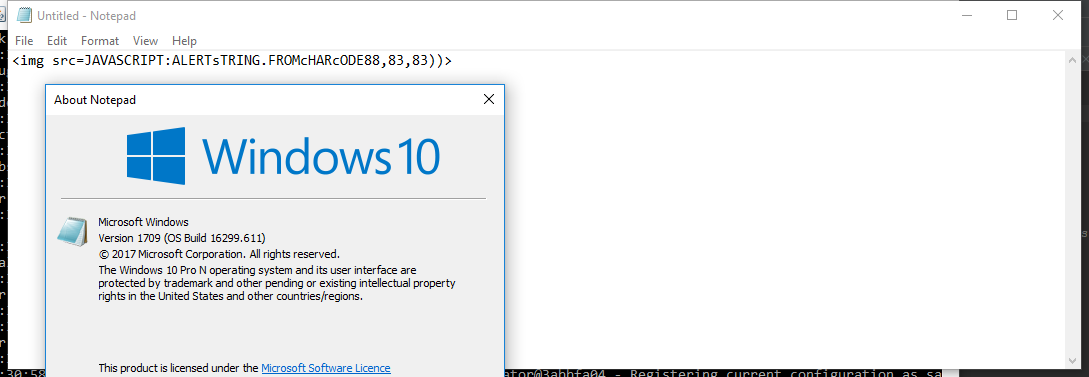 Untitled - Notepad
File Edit Format View Help
<img src=JAVASCRIPT:ALERTsTRING.FROMcHARcODE88,83,83))>
About Notepad
Windows 10
Microsoft Windows
Version 1709 (OS Build 16299.611)
© 2017 Microsoft Corporation. All rights reserved.
The Windows 10 Pro N operating system and its user interface are
protected by trademark and other pending or existing intellectual property
rights in the United States and other countries/regions.
This product is licensed under the Microsoft Software Licence
:30:58
ator@3abbfa04 - Registering current configuration as sa